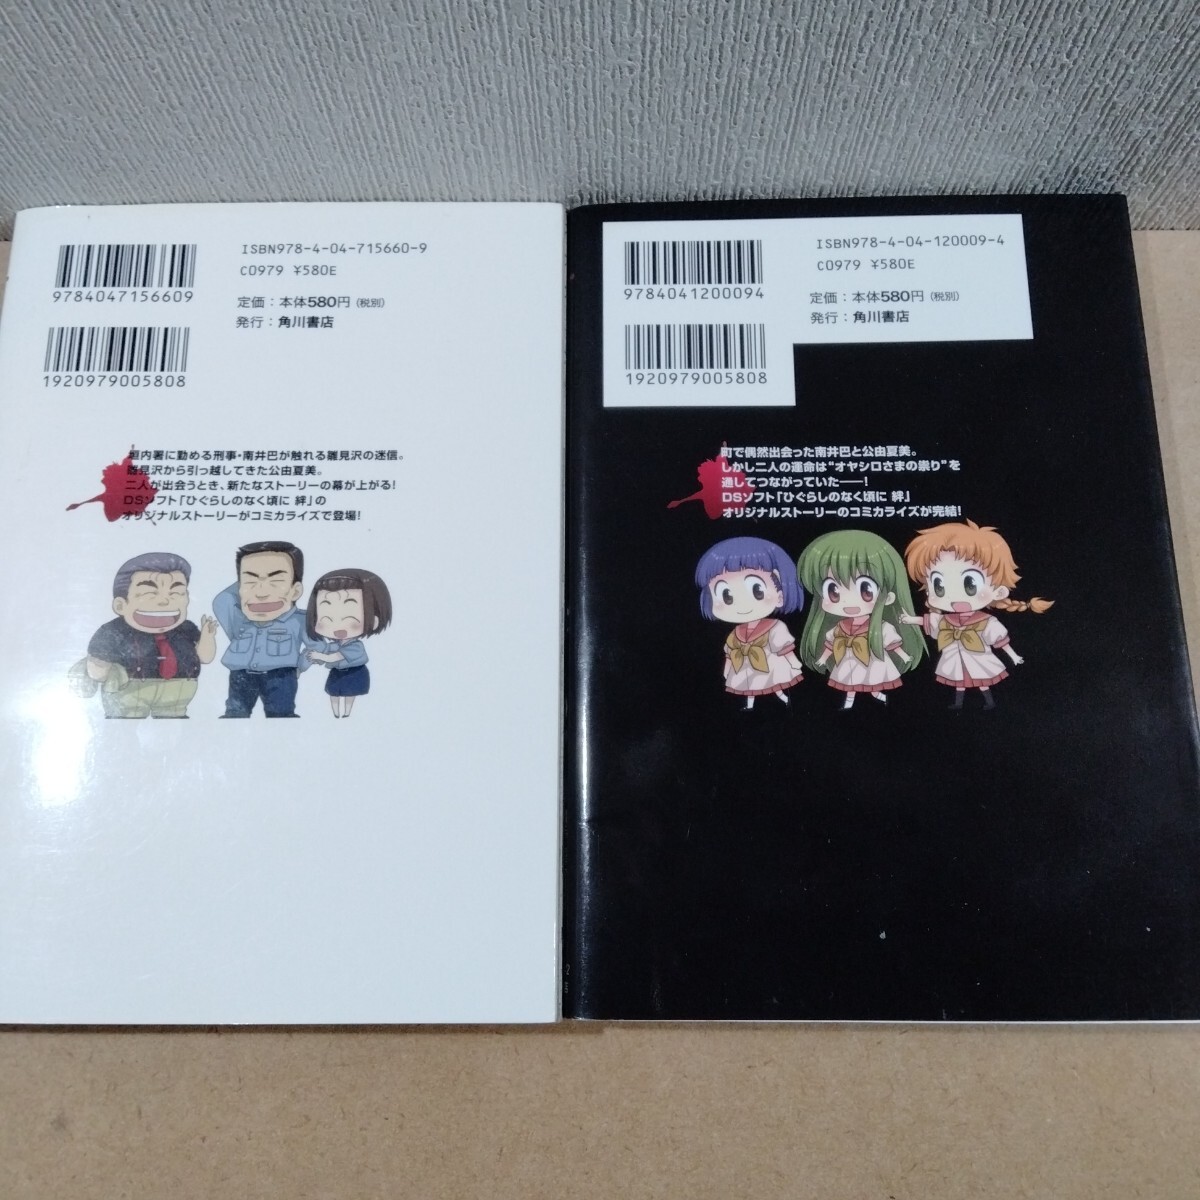 ISBN978-4-04-715660-9
C0979 ¥580E
9784047156609
定価：本体580円（税別）
発行：角川書店
1920979005808
垣内署に勤める刑事・南井巴が触れる雛見沢の迷信。
雛見沢から引っ越してきた公由夏美。
二人が出会うとき、新たなストーリーの幕が上がる！
DSソフト「ひぐらしのなく頃に 絆」の
オリジナルストーリーがコミカライズで登場！
ISBN978-4-04-120009-4
C0979 ¥580E
9784041200094
定価：本体580円（税別）
発行：角川書店
1920979005808
町で偶然出会った南井巴と公由夏美。
しかし二人の運命は“オヤシロさまの祟り”を
通してつながっていた――！
DSソフト「ひぐらしのなく頃に 絆」
オリジナルストーリーのコミカライズが完結！
2